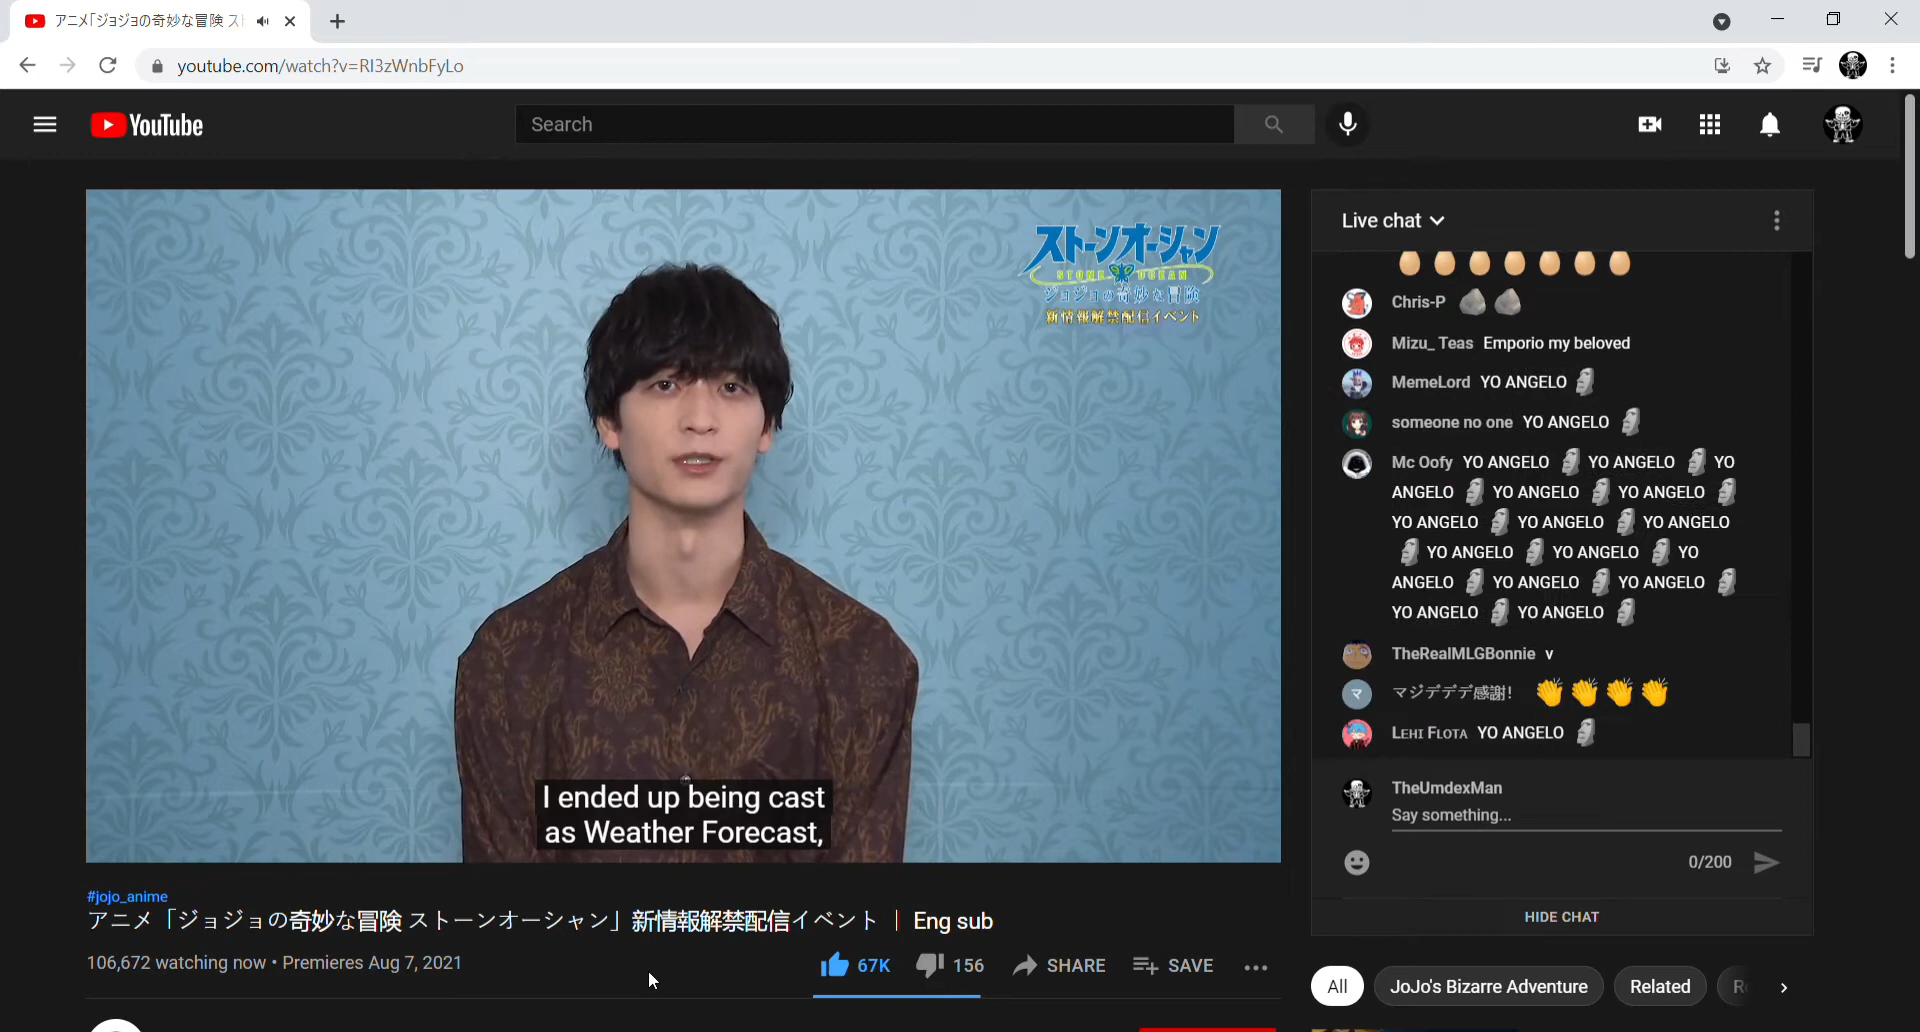 アニメ「ジョジョの奇妙な冒険 ス
youtube.com/watch?v=RI3zWnbFyLo
YouTube
Search
ストーンオーシャン
STONE OCEAN
ジョジョの奇妙な冒険
新情報解禁配信イベント
I ended up being cast
as Weather Forecast,
#jojo_anime
アニメ「ジョジョの奇妙な冒険 ストーンオーシャン」新情報解禁配信イベント ｜ Eng sub
106,672 watching now • Premieres Aug 7, 2021
67K
156
SHARE
SAVE
Live chat
Chris-P
Mizu_ Teas Emporio my beloved
MemeLord YO ANGELO 🗿
someone no one YO ANGELO 🗿
Mc Oofy YO ANGELO 🗿 YO ANGELO 🗿 YO
ANGELO 🗿 YO ANGELO 🗿 YO ANGELO 🗿
YO ANGELO 🗿 YO ANGELO 🗿 YO ANGELO
🗿 YO ANGELO 🗿 YO ANGELO 🗿 YO
ANGELO 🗿 YO ANGELO 🗿 YO ANGELO 🗿
YO ANGELO 🗿 YO ANGELO 🗿
TheRealMLGBonnie v
マ
マジデデデ感謝! 👏👏👏👏
Lehi Flota YO ANGELO 🗿
TheUmdexMan
Say something...
0/200
HIDE CHAT
All
JoJo's Bizarre Adventure
Related